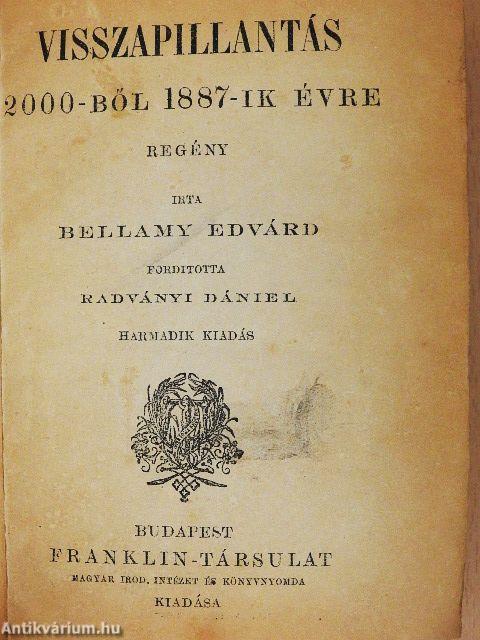 VISSZAPILLANTÁS
2000-BŐL 1887-IK ÉVRE
REGÉNY
IRTA
BELLAMY EDVÁRD
FORDITOTTA
RADVÁNYI DÁNIEL
HARMADIK KIADÁS
BUDAPEST
FRANKLIN-TÁRSULAT
MAGYAR IROD. INTÉZET ÉS KÖNYVNYOMDA
KIADÁSA
Antikvárium.hu